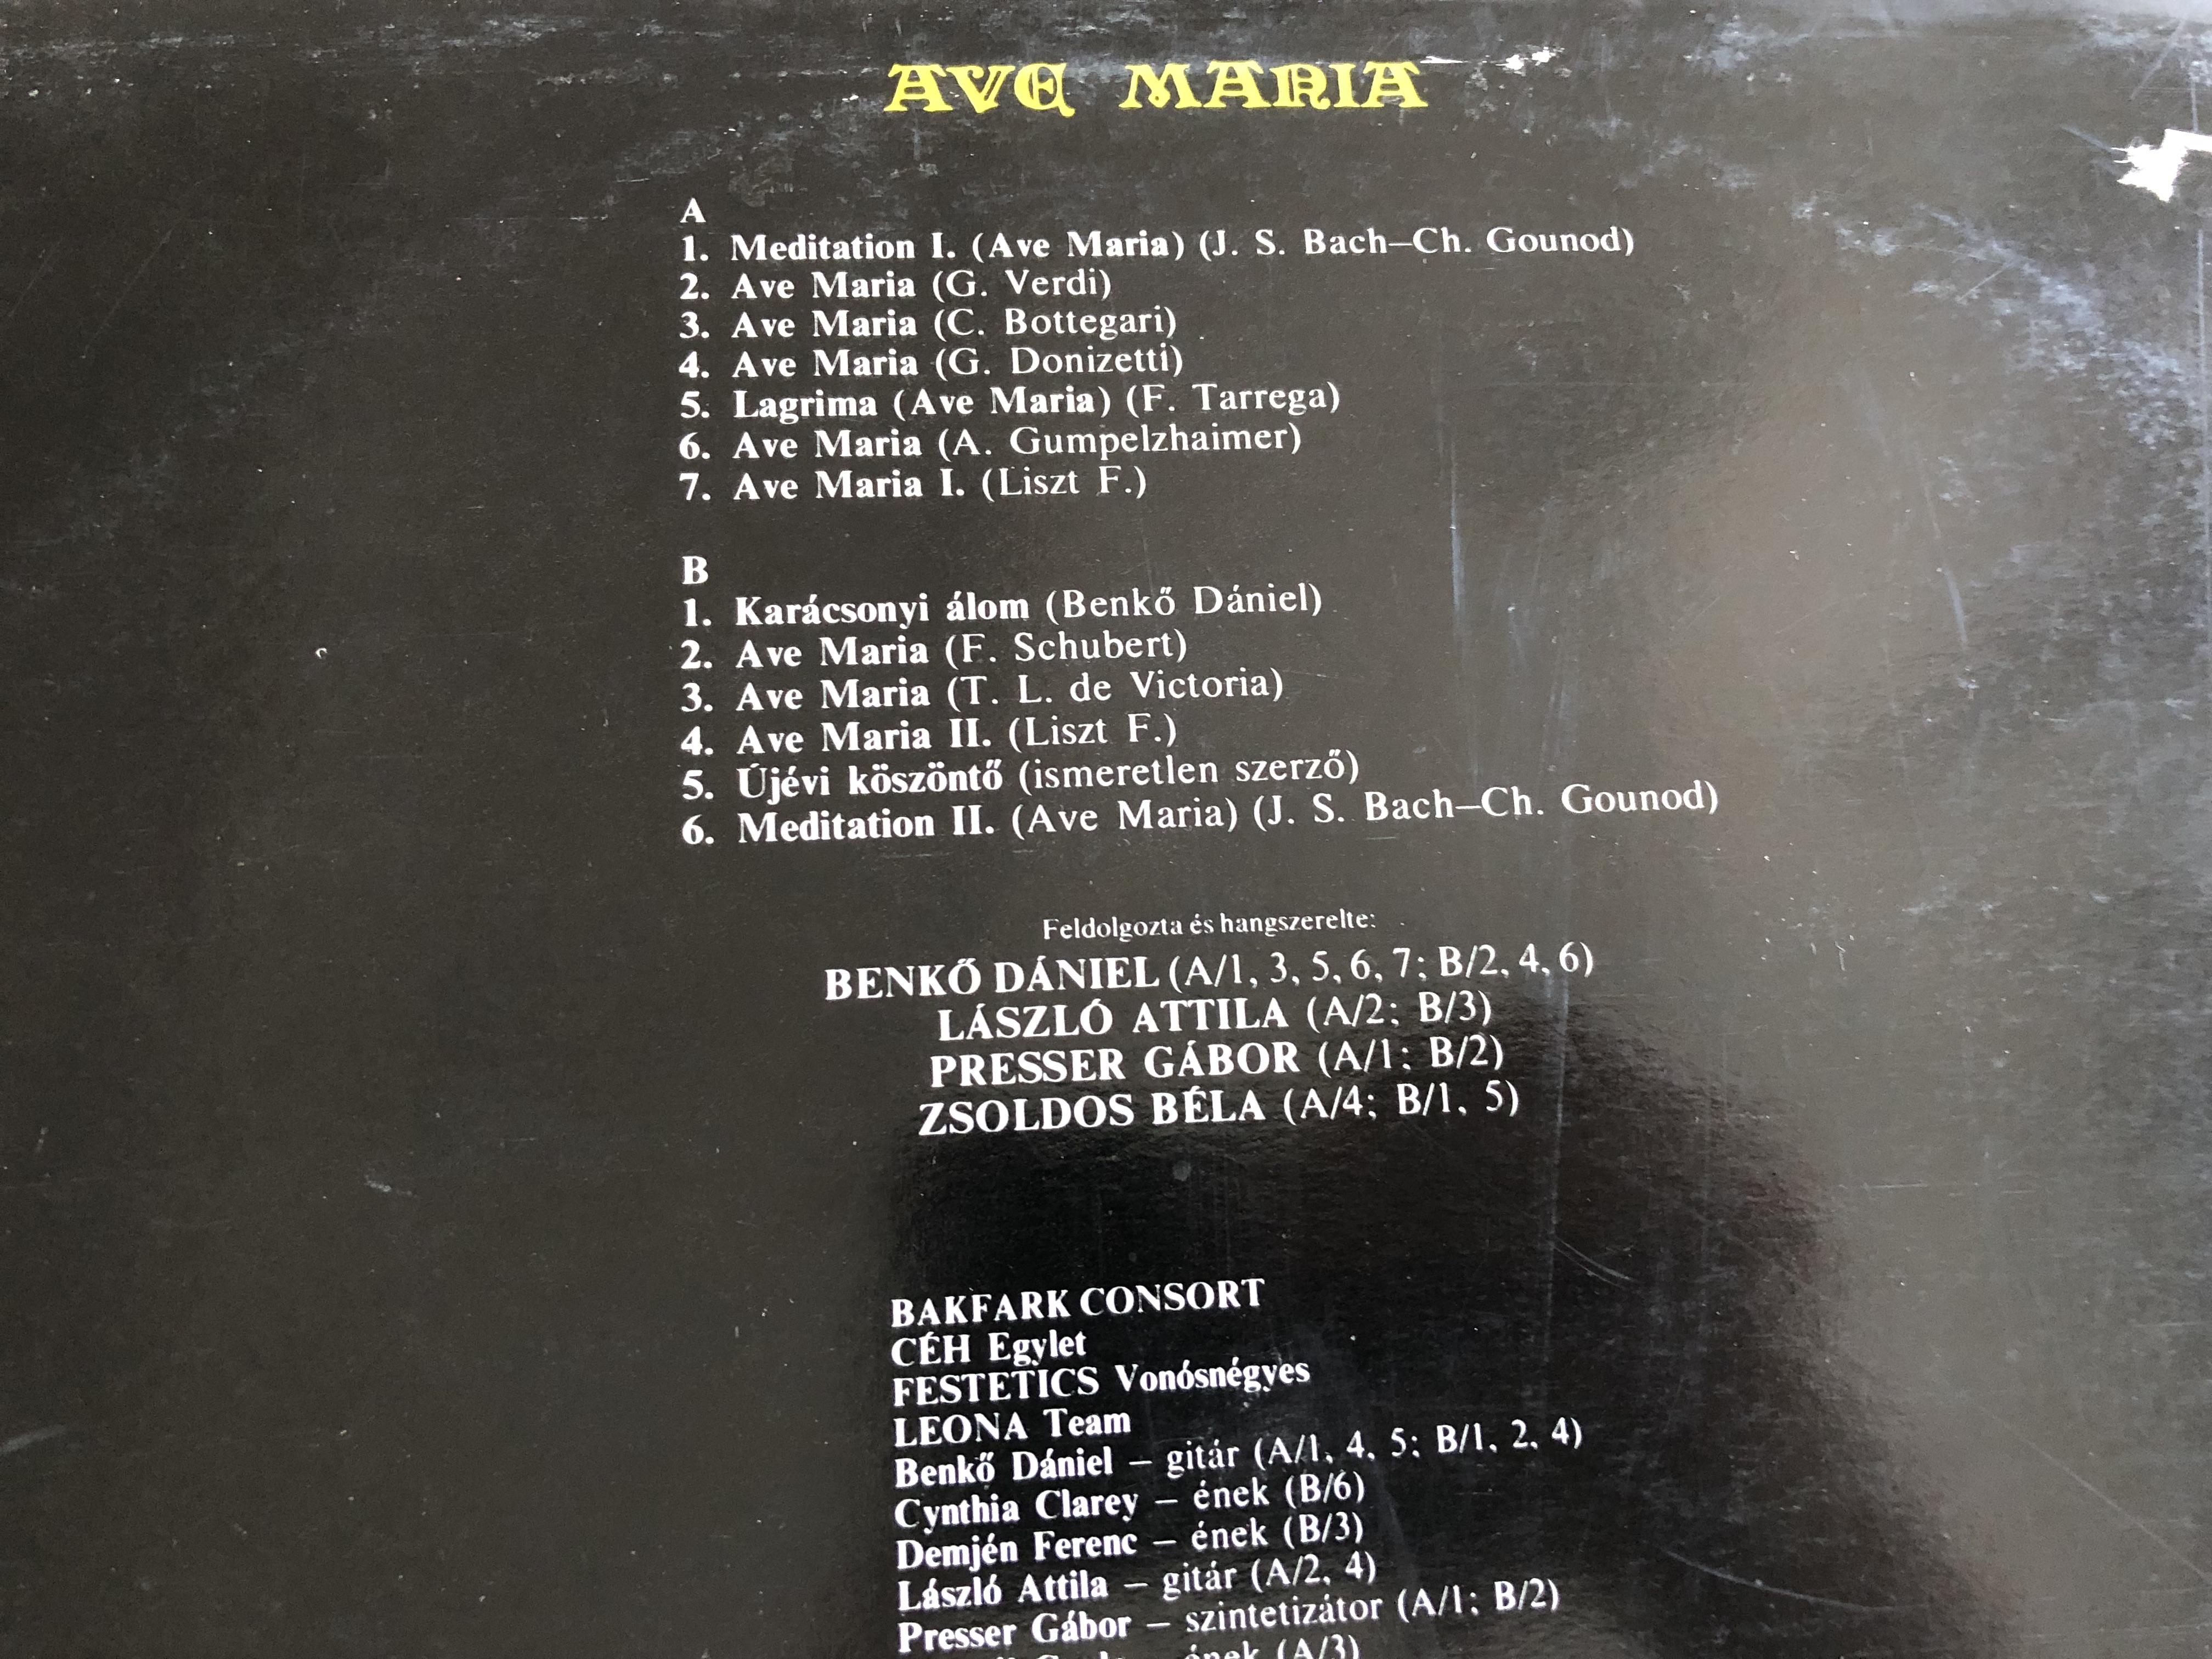 AVE MARIA
A
1. Meditation I. (Ave Maria) (J. S. Bach–Ch. Gounod)
2. Ave Maria (G. Verdi)
3. Ave Maria (C. Bottegari)
4. Ave Maria (G. Donizetti)
5. Lagrima (Ave Maria) (F. Tarrega)
6. Ave Maria (A. Gumpelzhaimer)
7. Ave Maria I. (Liszt F.)
B
1. Karácsonyi álom (Benkő Dániel)
2. Ave Maria (F. Schubert)
3. Ave Maria (T. L. de Victoria)
4. Ave Maria II. (Liszt F.)
5. Újévi köszöntő (ismeretlen szerző)
6. Meditation II. (Ave Maria) (J. S. Bach–Ch. Gounod)
Feldolgozta és hangszerelte:
BENKŐ DÁNIEL (A/1, 3, 5, 6, 7; B/2, 4, 6)
LÁSZLÓ ATTILA (A/2; B/3)
PRESSER GÁBOR (A/1; B/2)
ZSOLDOS BÉLA (A/4; B/1, 5)
BAKFARK CONSORT
CÉH Egylet
FESTETICS Vonósnégyes
LEONA Team
Benkő Dániel – gitár (A/1, 4, 5; B/1, 2, 4)
Cynthia Clarey – ének (B/6)
Demjén Ferenc – ének (B/3)
László Attila – gitár (A/2, 4)
Presser Gábor – szintetizátor (A/1; B/2)
ének (A/3)